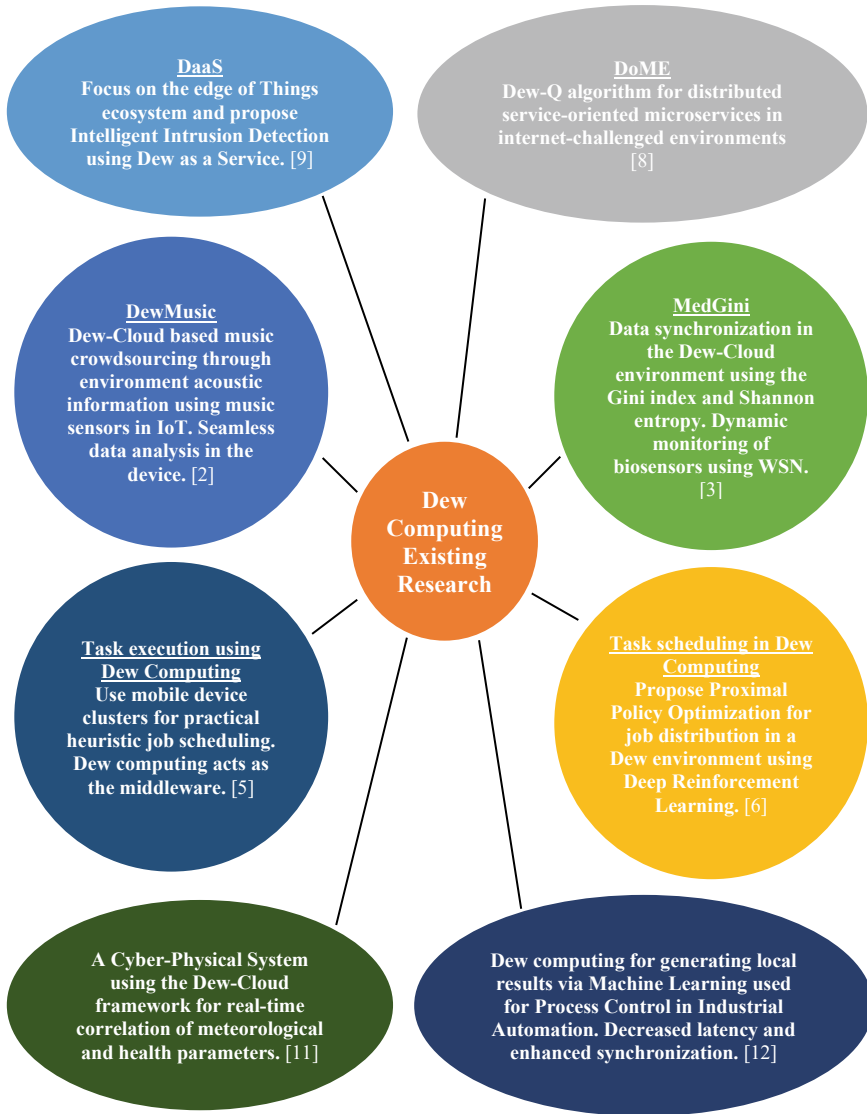 DaaS
Focus on the edge of Things
ecosystem and propose
Intelligent Intrusion Detection
using Dew as a Service. [9]
DoME
Dew-Q algorithm for distributed
service-oriented microservices in
internet-challenged environments
[8]
DewMusic
Dew-Cloud based music
crowdsourcing through
environment acoustic
information using music
sensors in IoT. Seamless
data analysis in the
device. [2]
MedGini
Data synchronization in
the Dew-Cloud
environment using the
Gini index and Shannon
entropy. Dynamic
monitoring of
biosensors using WSN.
[3]
Dew
Computing
Existing
Research
Task execution using
Dew Computing
Use mobile device
clusters for practical
heuristic job scheduling.
Dew computing acts as
the middleware. [5]
Task scheduling in Dew
Computing
Propose Proximal
Policy Optimization for
job distribution in a
Dew environment using
Deep Reinforcement
Learning. [6]
A Cyber-Physical System
using the Dew-Cloud
framework for real-time
correlation of meteorological
and health parameters. [11]
Dew computing for generating local
results via Machine Learning used
for Process Control in Industrial
Automation. Decreased latency and
enhanced synchronization. [12]